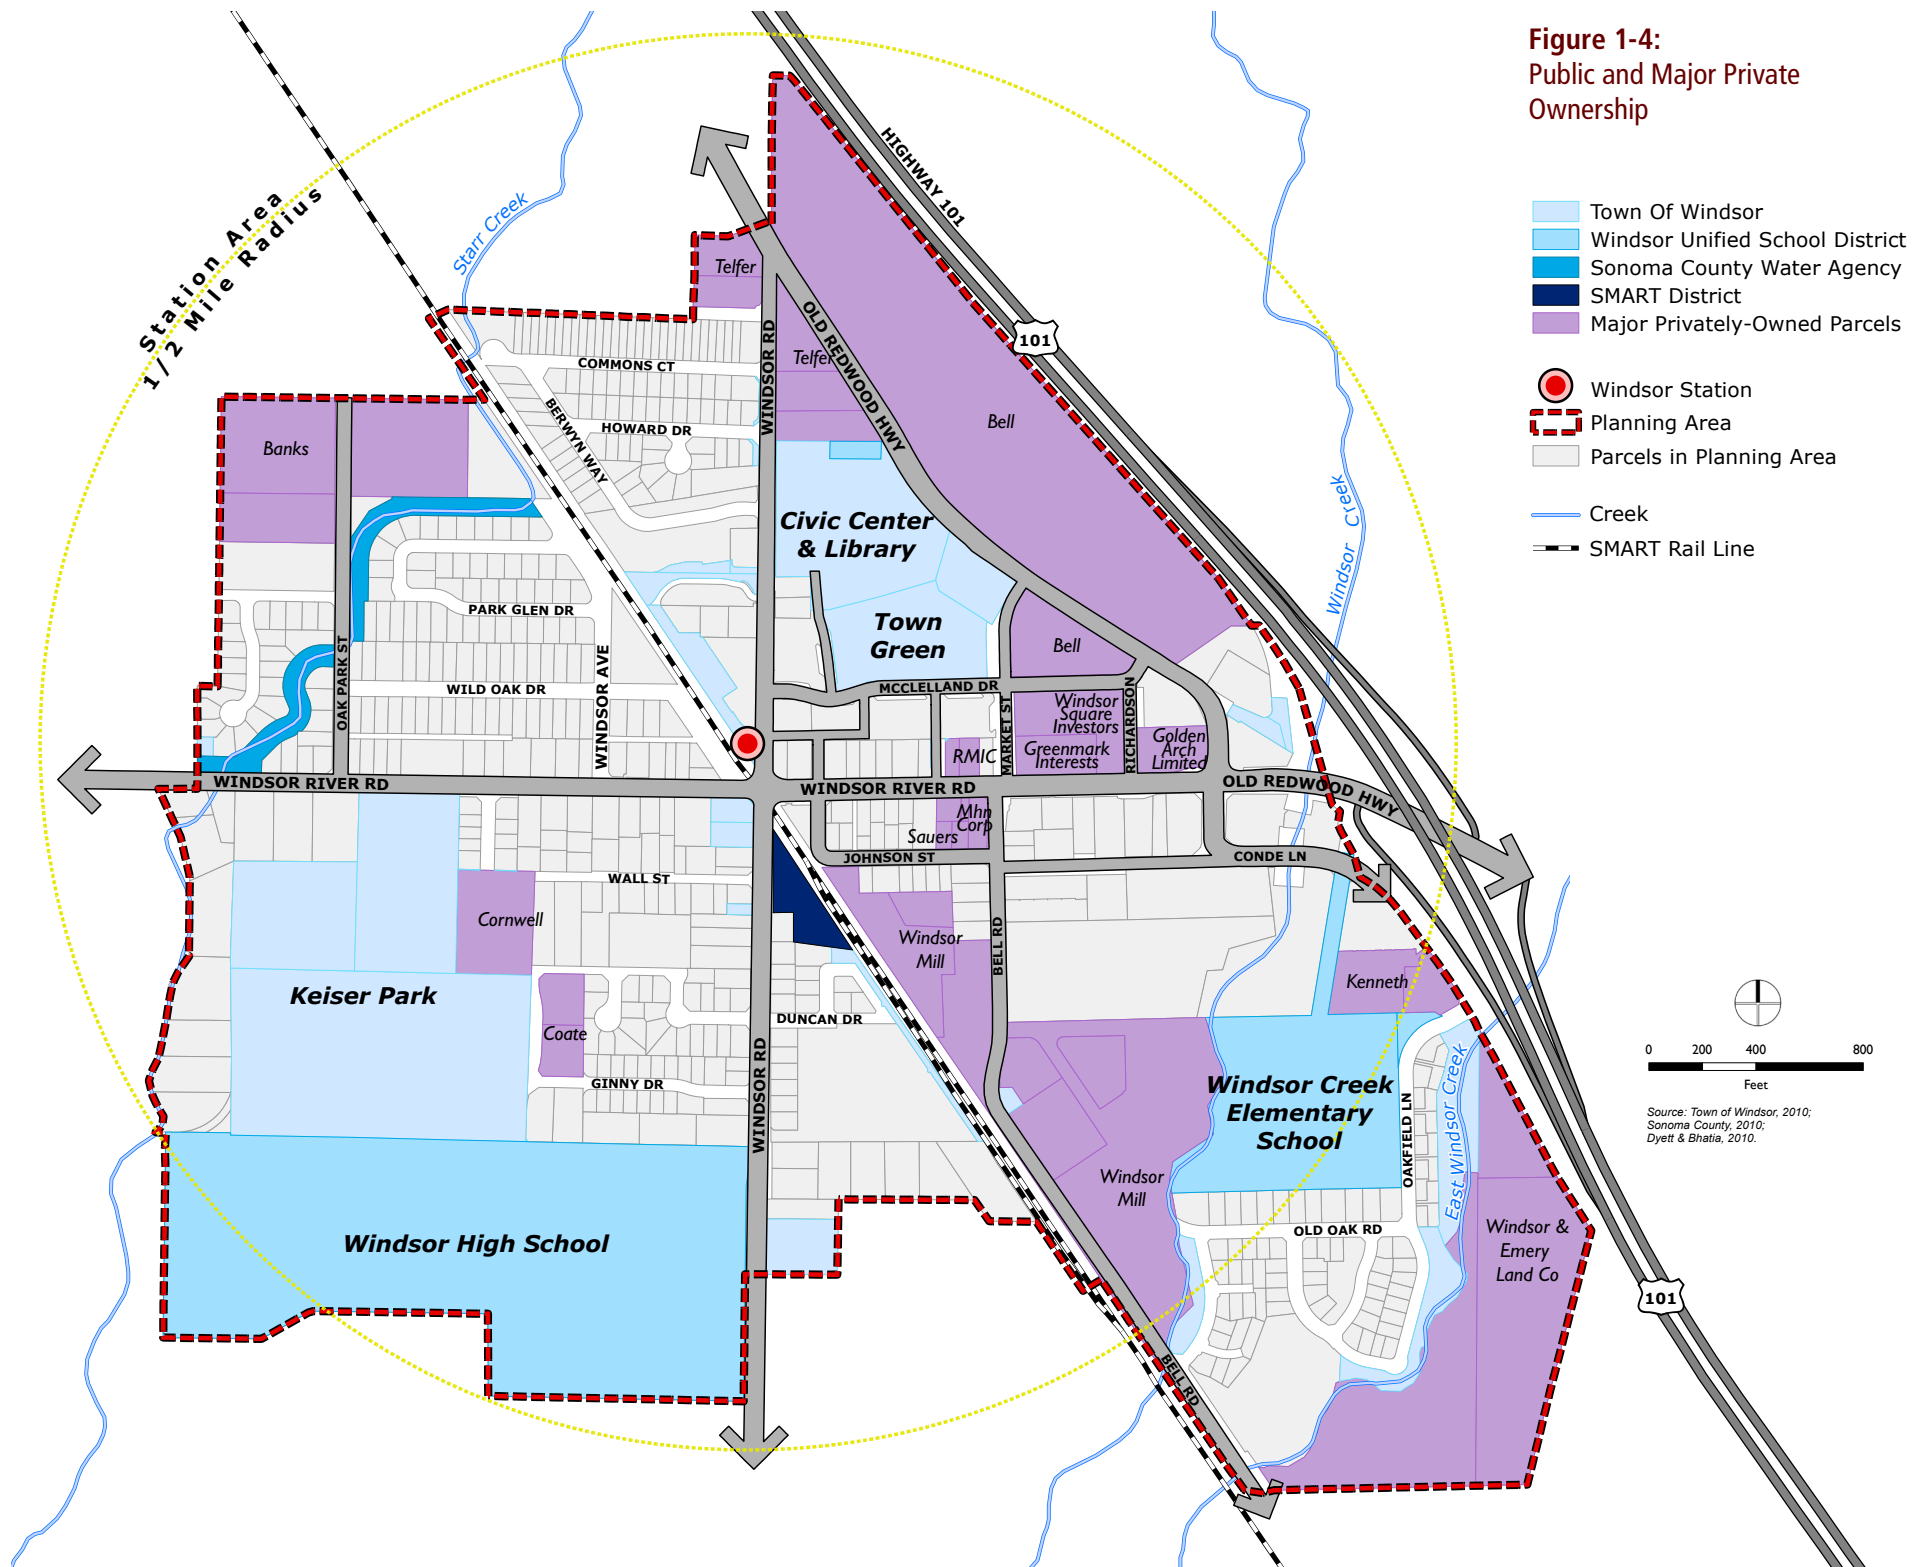 Figure 1-4:
Public and Major Private
Ownership
Town Of Windsor
Windsor Unified School District
Sonoma County Water Agency
SMART District
Major Privately-Owned Parcels
Windsor Station
Planning Area
Parcels in Planning Area
Creek
SMART Rail Line
Station Area
1/2 Mile Radius
Starr Creek
HIGHWAY 101
101
Telfer
Telfer
OLD REDWOOD HWY
WINDSOR RD
COMMONS CT
HOWARD DR
BERWYN WAY
Bell
Banks
Windsor Creek
Civic Center
& Library
Town
Green
Bell
PARK GLEN DR
WILD OAK DR
OAK PARK ST
WINDSOR AVE
MCCLELLAND DR
MARKET ST
RICHARDSON
Windsor
Square
Investors
Greenmark
Interests
Golden
Arch
Limited
RMIC
WINDSOR RIVER RD
WINDSOR RIVER RD
OLD REDWOOD HWY
Mhn
Corp
Sauers
JOHNSON ST
CONDE LN
WALL ST
Cornwell
Windsor
Mill
BELL RD
Kenneth
Keiser Park
Coate
DUNCAN DR
GINNY DR
WINDSOR RD
Windsor Creek
Elementary
School
OAKFIELD LN
East Windsor Creek
Windsor
Mill
OLD OAK RD
Windsor &
Emery
Land Co
Windsor High School
BELL RD
101
0 200 400 800
Feet
Source: Town of Windsor, 2010;
Sonoma County, 2010;
Dyett & Bhatia, 2010.